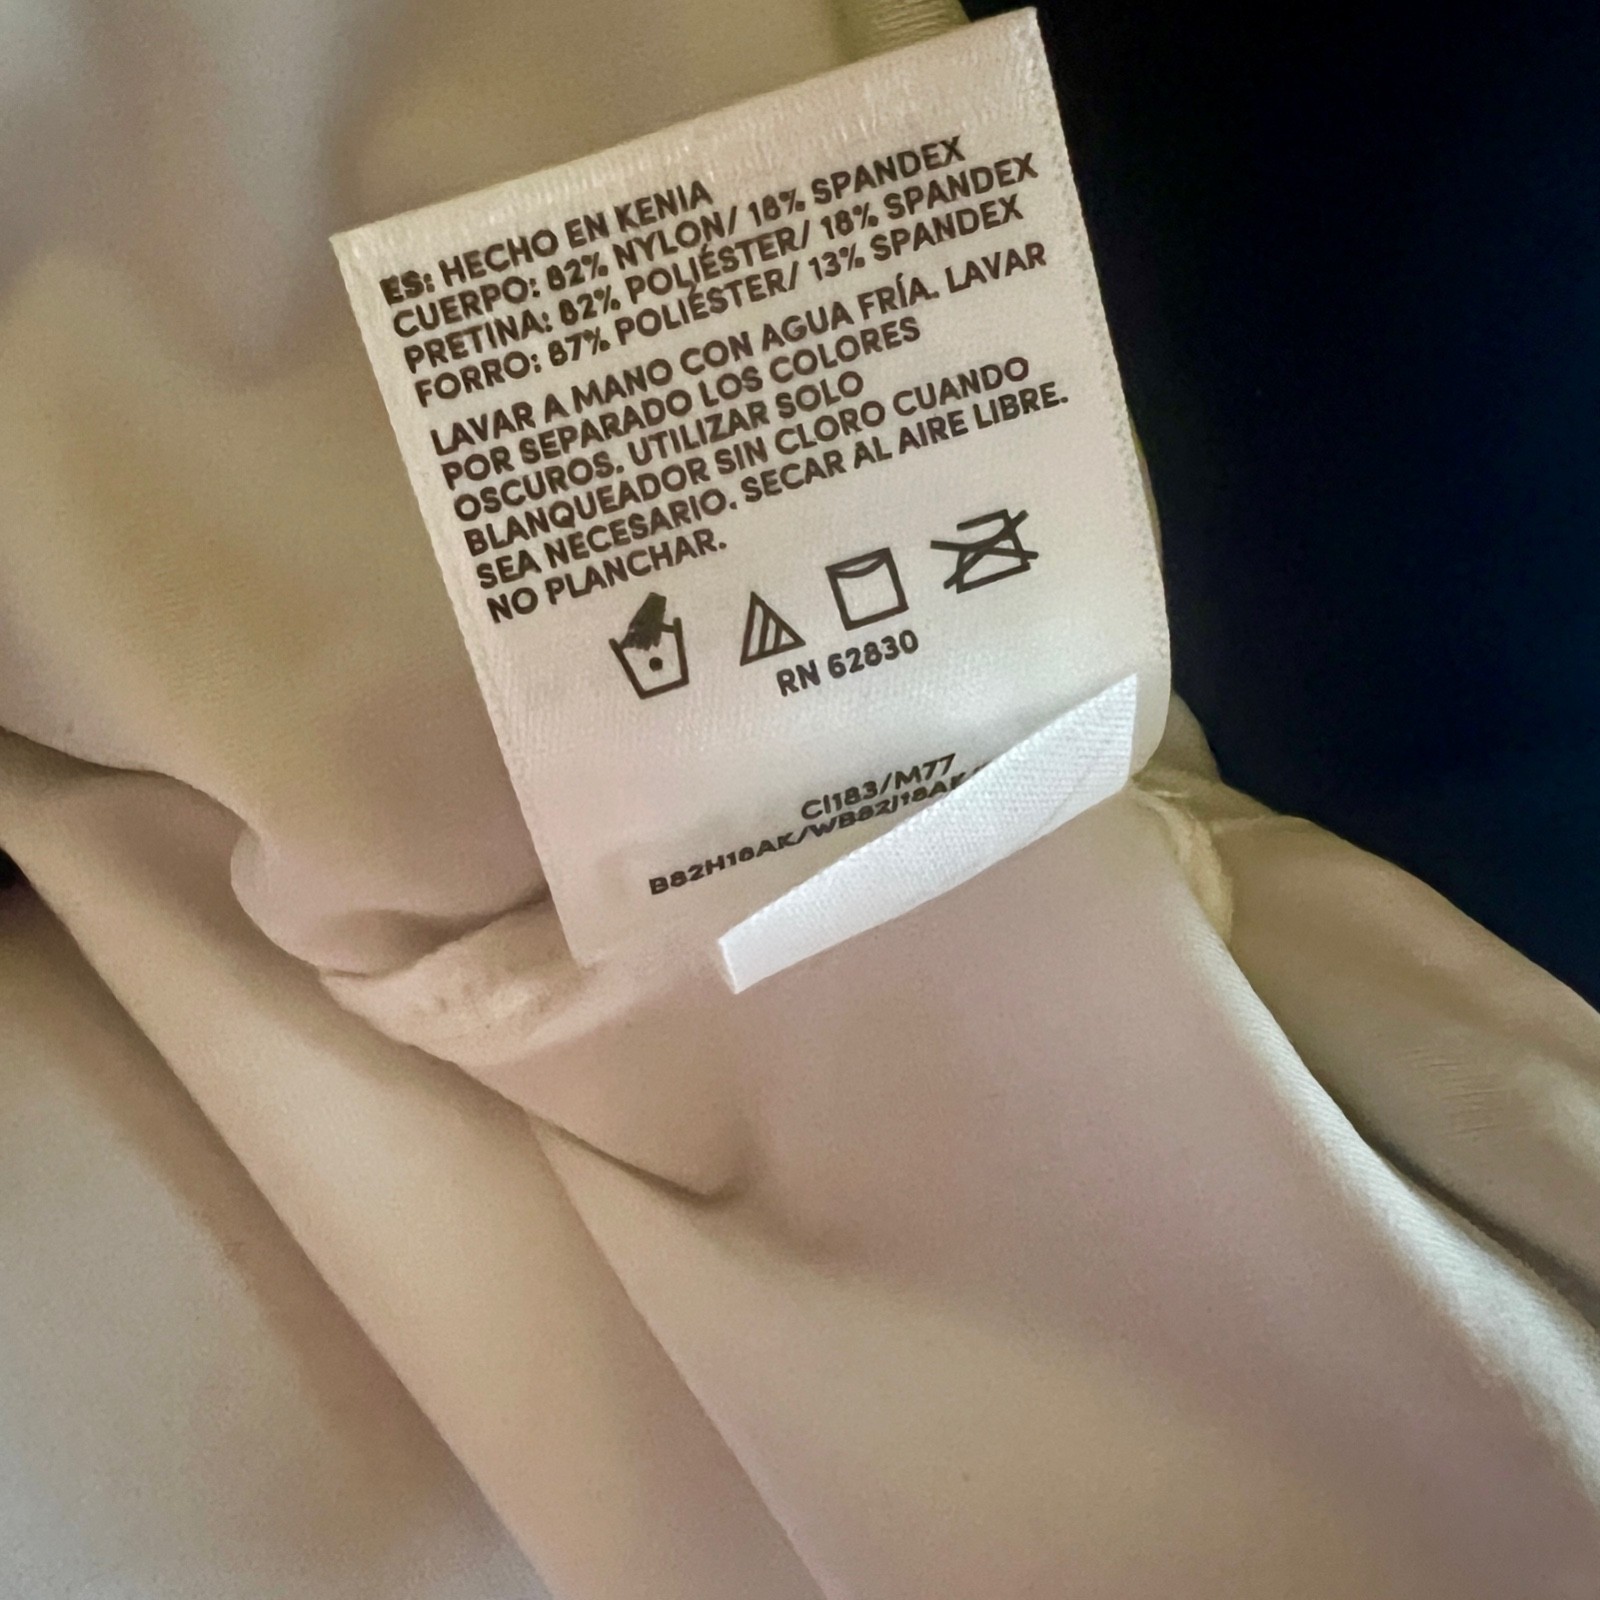 ES: HECHO EN KENIA
CUERPO: 82% NYLON/ 18% SPANDEX
PRETINA: 82% POLIÉSTER/ 18% SPANDEX
FORRO: 87% POLIÉSTER/ 13% SPANDEX
LAVAR A MANO CON AGUA FRÍA. LAVAR
POR SEPARADO LOS COLORES
OSCUROS. UTILIZAR SOLO
BLANQUEADOR SIN CLORO CUANDO
SEA NECESARIO. SECAR AL AIRE LIBRE.
NO PLANCHAR.
RN 62830
CI183/M77